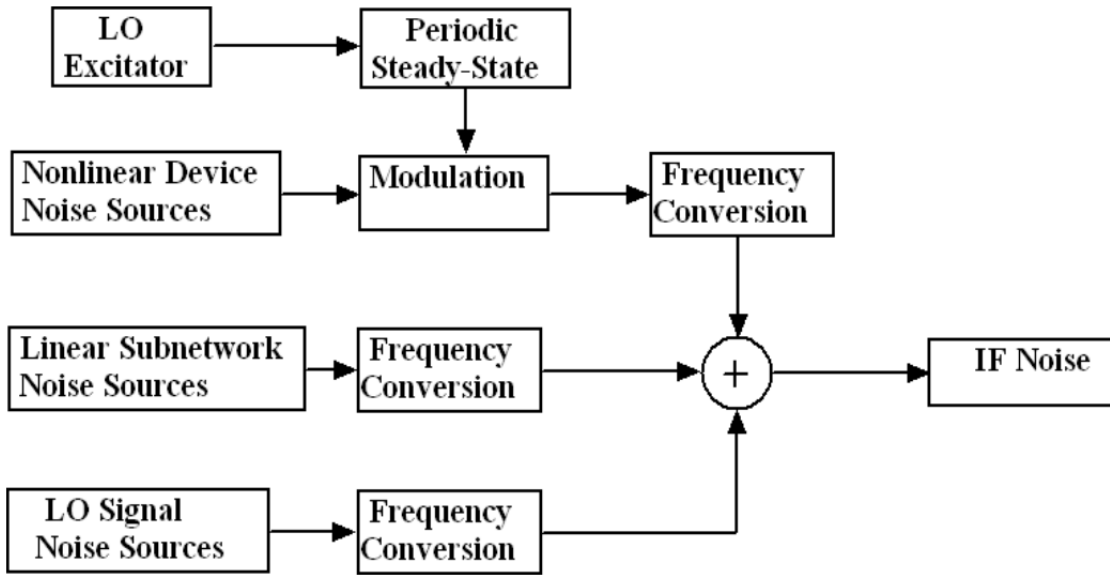 LO
Excitator
Periodic
Steady-State
Nonlinear Device
Noise Sources
Modulation
Frequency
Conversion
Linear Subnetwork
Noise Sources
Frequency
Conversion
+
IF Noise
LO Signal
Noise Sources
Frequency
Conversion